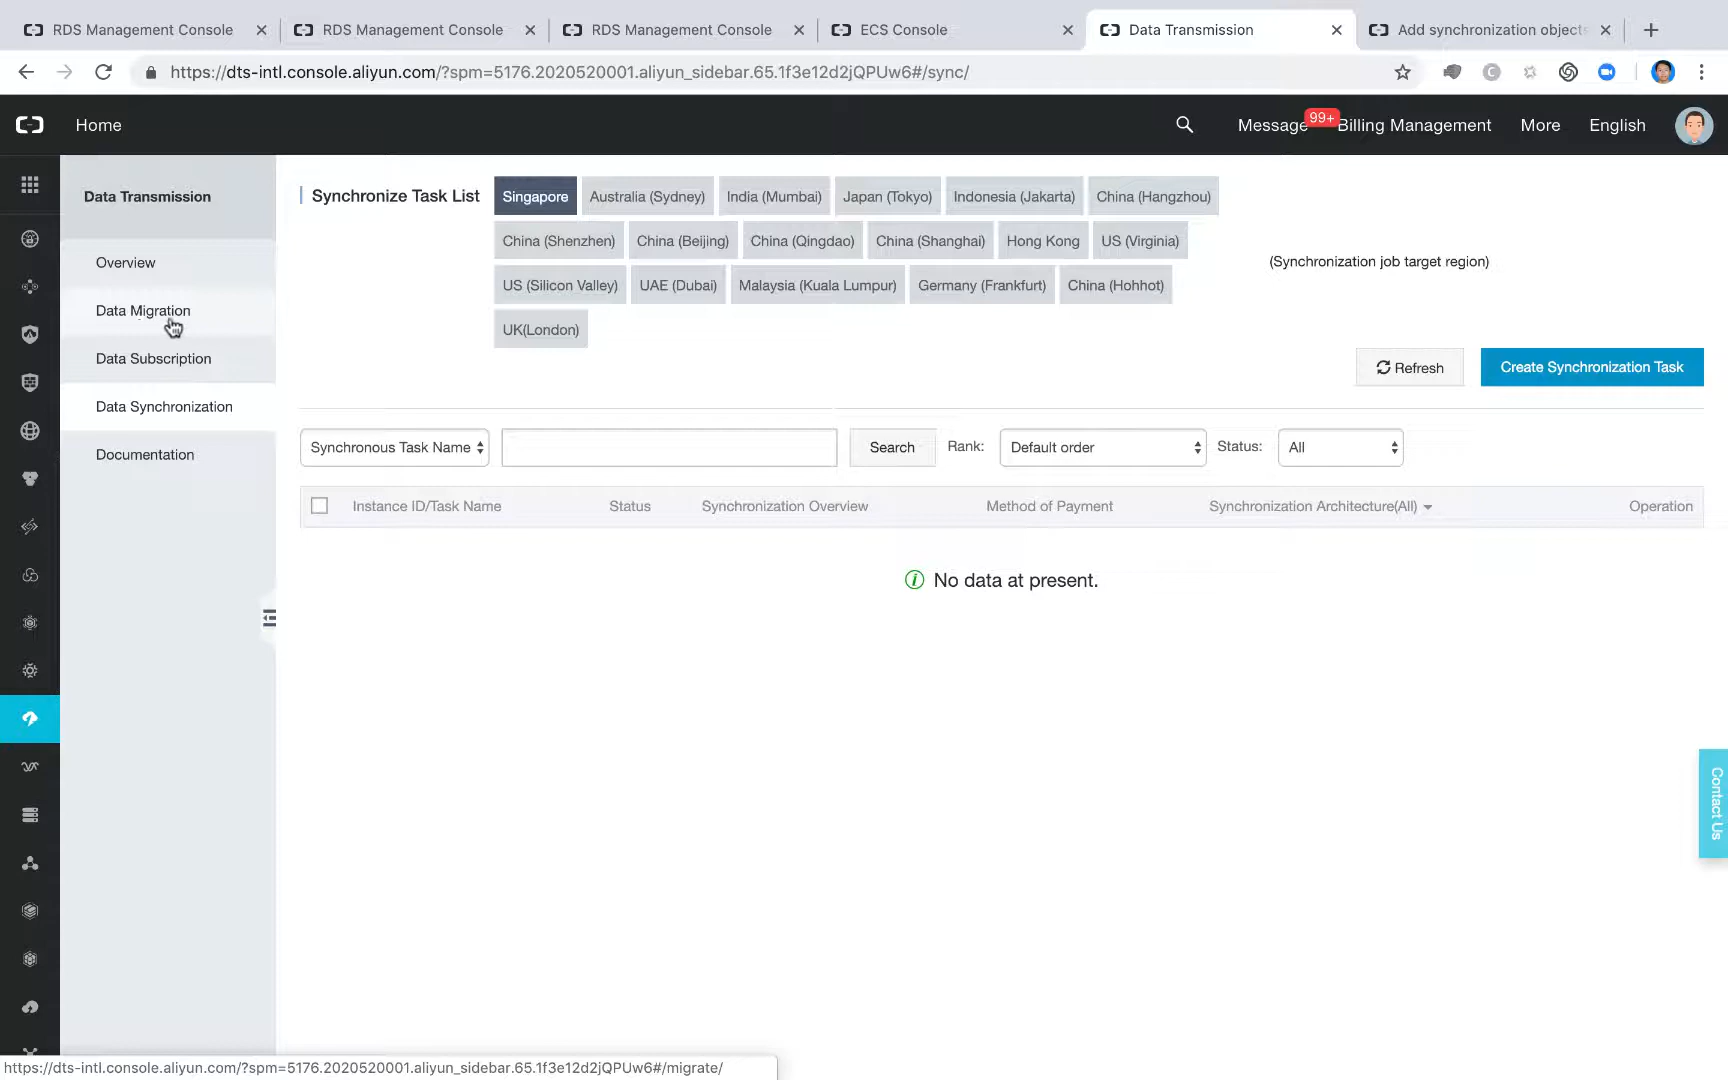 RDS Management Console
RDS Management Console
RDS Management Console
ECS Console
Data Transmission
Add synchronization objects
https://dts-intl.console.aliyun.com/?spm=5176.2020520001.aliyun_sidebar.65.1f3e12d2jQPUw6#/sync/
Home
Message 99+
Billing Management
More
English
Data Transmission
Overview
Data Migration
Data Subscription
Data Synchronization
Documentation
Synchronize Task List
Singapore Australia (Sydney) India (Mumbai) Japan (Tokyo) Indonesia (Jakarta) China (Hangzhou)
China (Shenzhen) China (Beijing) China (Qingdao) China (Shanghai) Hong Kong US (Virginia)
(Synchronization job target region)
US (Silicon Valley) UAE (Dubai) Malaysia (Kuala Lumpur) Germany (Frankfurt) China (Hohhot)
UK(London)
Refresh
Create Synchronization Task
Synchronous Task Name Search Rank: Default order Status: All
Instance ID/Task Name Status Synchronization Overview Method of Payment Synchronization Architecture(All) Operation
No data at present.
Contact Us
https://dts-intl.console.aliyun.com/?spm=5176.2020520001.aliyun_sidebar.65.1f3e12d2jQPUw6#/migrate/